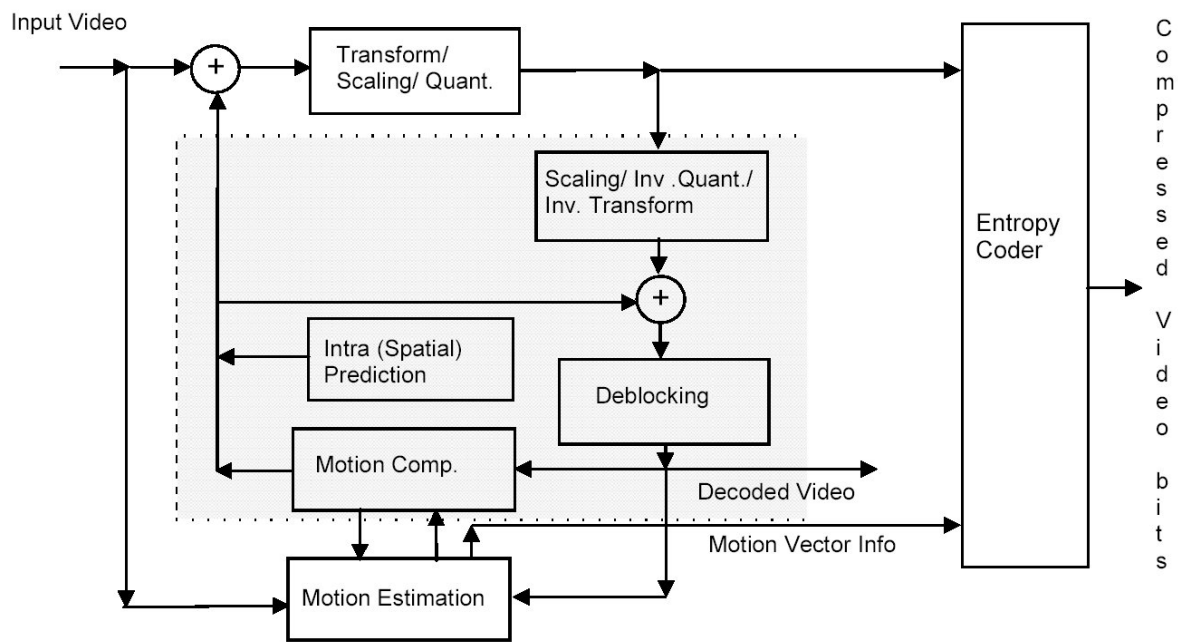 Input Video
+
Transform/
Scaling/ Quant.
Scaling/ Inv .Quant./
Inv. Transform
+
Intra (Spatial)
Prediction
Deblocking
Motion Comp.
Decoded Video
Motion Vector Info
Motion Estimation
Entropy
Coder
Compressed Video bits